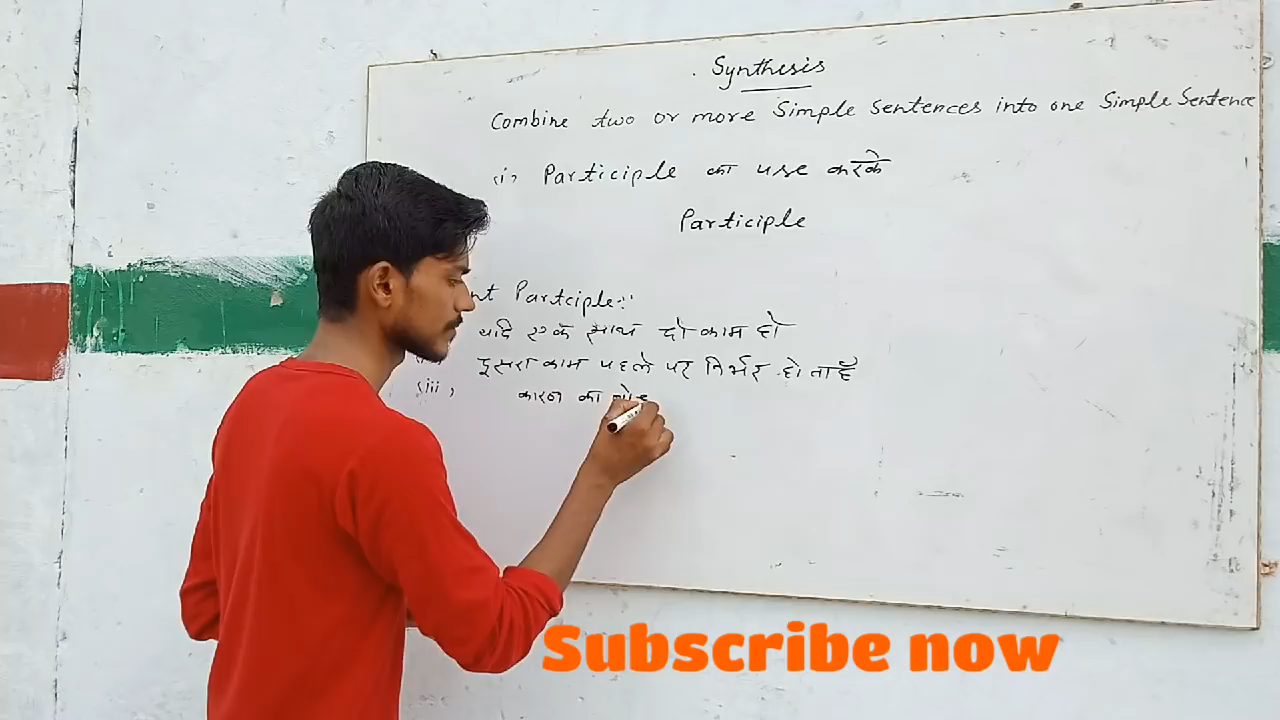 Synthesis
Combine two or more Simple Sentences into one Simple Sentence
(i) Participle का use करके
Participle
nt Participle::
यदि एक साथ दो काम हो
दुसरा काम पहले पर निर्भर होता है
(iii) कारण का
Subscribe now